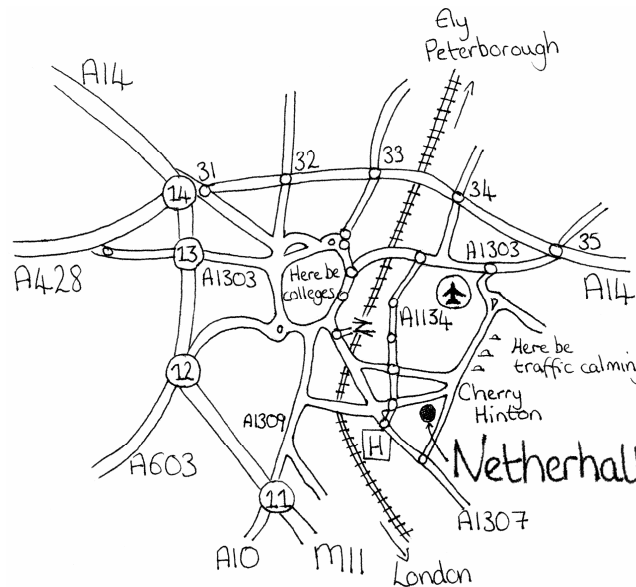 Ely
Peterborough
A14
31
32
33
34
35
14
13
A428
A1303
Here be
colleges
A1303
A14
A1134
Here be
traffic calming
12
Cherry
Hinton
A1309
H
Netherhall
A603
11
A1307
A10
M11
London